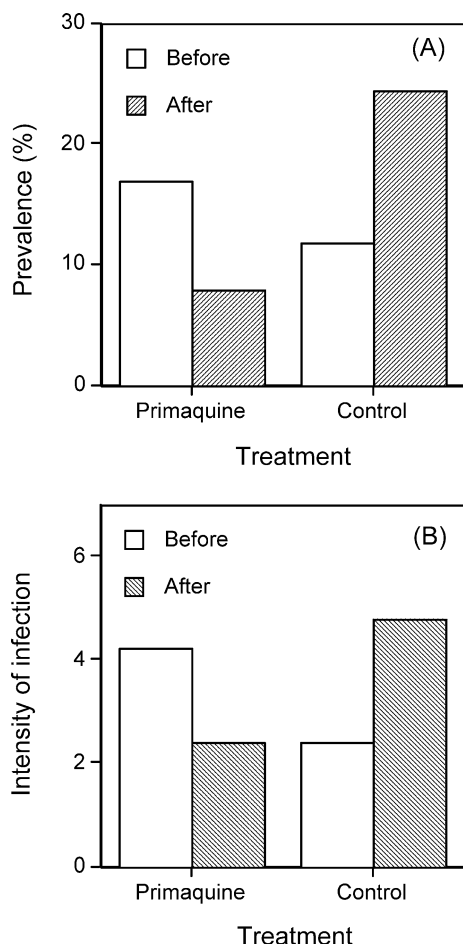 30
(A)
Before
After
20
Prevalence (%)
10
0
Primaquine Control
Treatment
(B)
Before
6
After
Intensity of infection
4
2
0
Primaquine Control
Treatment